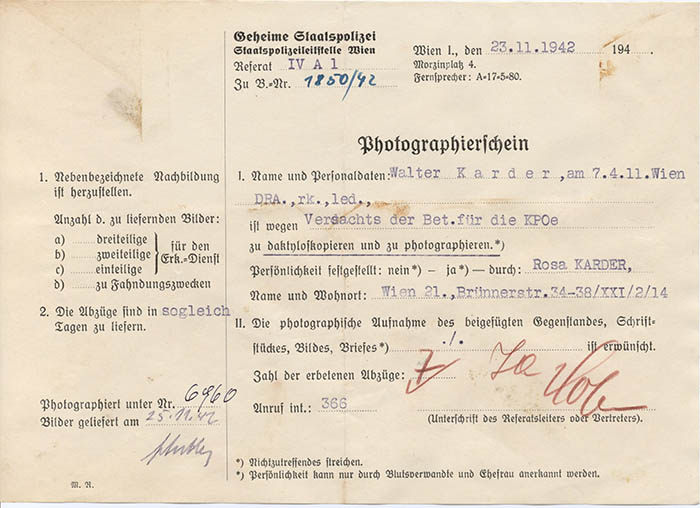 Geheime Staatspolizei
Staatspolizeileitstelle Wien
Referat IV A 1
Zu B.=Nr. 1850/42
Wien I., den 23.11.1942 194
Morzinplatz 4.
Fernsprecher: A=17=5=80.
Photographierschein
1. Nebenbezeichnete Nachbildung
ist herzustellen.
Anzahl d. zu liefernden Bilder:
a) dreiteilige
b) zweiteilige
c) einteilige
für den
Erk.=Dienst
d) zu Fahndungszwecken
2. Die Abzüge sind in sogleich
Tagen zu liefern.
Photographiert unter Nr. 6960
Bilder geliefert am 25.11.42
M. R.
I. Name und Personaldaten: Walter K a r d e r ,am 7.4.11.Wien
DRA.,rk.,led.,
ist wegen Versachts der Bet.für die KPOe
zu daktyloskopieren und zu photographieren.*)
Persönlichkeit festgestellt: nein*) – ja*) – durch: Rosa KARDER,
Name und Wohnort: Wien 21.,Brünnerstr.34-38/XXI/2/14
II. Die photographische Aufnahme des beigefügten Gegenstandes, Schrift=
stückes, Bildes, Briefes*) ./. ist erwünscht.
Zahl der erbetenen Abzüge: 7
Anruf int.: 366
(Unterschrift des Referatsleiters oder Vertreters).
*) Nichtzutreffendes streichen.
*) Persönlichkeit kann nur durch Blutsverwandte und Ehefrau anerkannt werden.